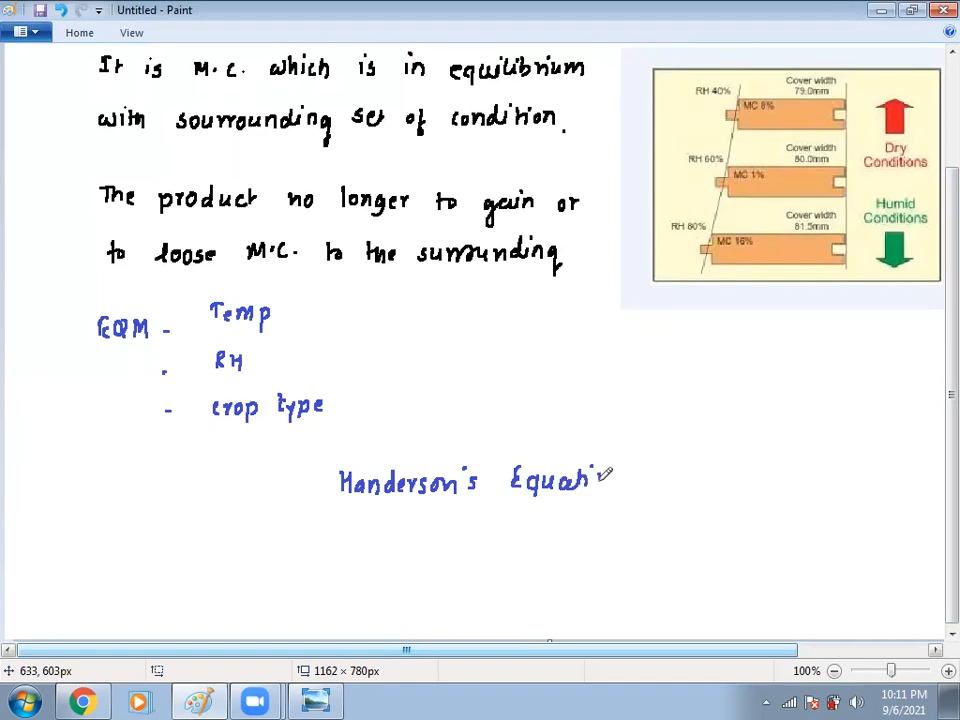 Untitled - Paint
Home View
It is M.C. which is in equilibrium
with sourrounding set of condition.
The product no longer to gain or
to loose M.C. to the surrounding
EQM - Temp
. RH
- crop type
Handerson's Equati
RH 40%
Cover width
79.0mm
MC 8%
Dry
Conditions
RH 60%
Cover width
80.0mm
MC 1%
Humid
Conditions
RH 80%
Cover width
81.5mm
MC 16%
633, 603px
1162 × 780px
100%
10:11 PM
9/6/2021